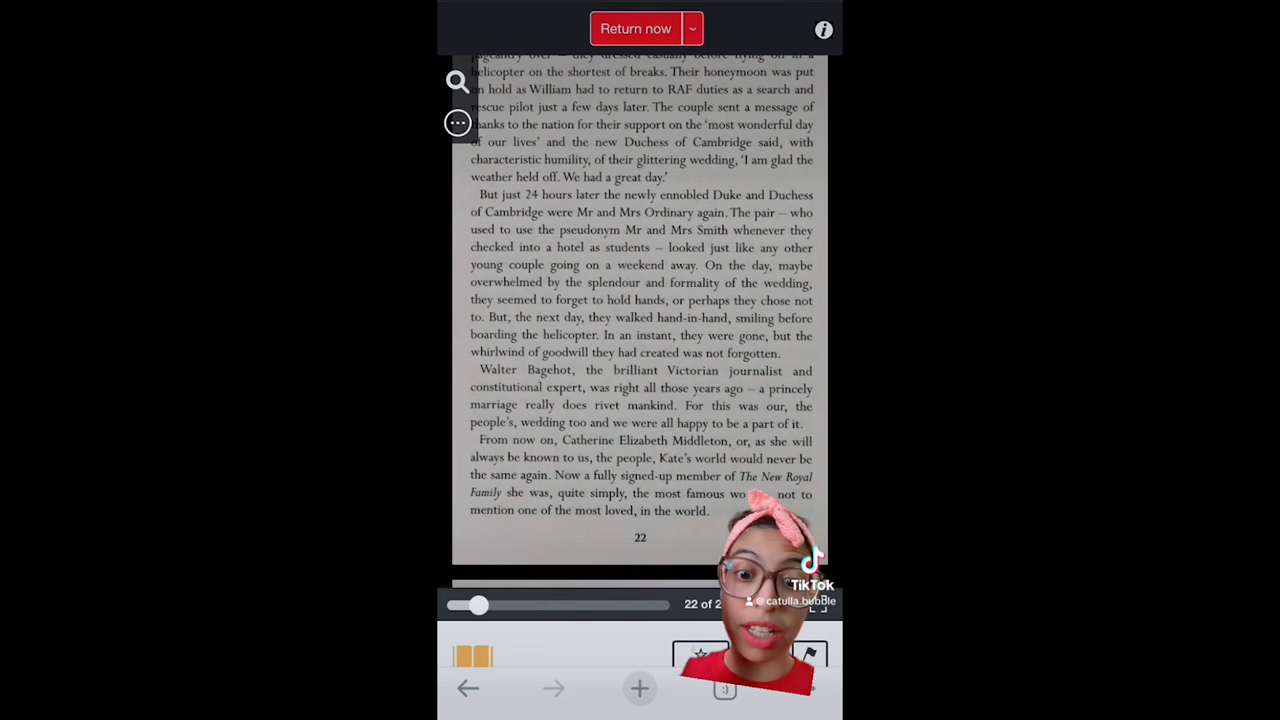 Return now
pageantry over – they dressed casually before flying off in a
helicopter on the shortest of breaks. Their honeymoon was put
on hold as William had to return to RAF duties as a search and
rescue pilot just a few days later. The couple sent a message of
thanks to the nation for their support on the ‘most wonderful day
of our lives’ and the new Duchess of Cambridge said, with
characteristic humility, of their glittering wedding, ‘I am glad the
weather held off. We had a great day.’
But just 24 hours later the newly ennobled Duke and Duchess
of Cambridge were Mr and Mrs Ordinary again. The pair – who
used to use the pseudonym Mr and Mrs Smith whenever they
checked into a hotel as students – looked just like any other
young couple going on a weekend away. On the day, maybe
overwhelmed by the splendour and formality of the wedding,
they seemed to forget to hold hands, or perhaps they chose not
to. But, the next day, they walked hand-in-hand, smiling before
boarding the helicopter. In an instant, they were gone, but the
whirlwind of goodwill they had created was not forgotten.
Walter Bagehot, the brilliant Victorian journalist and
constitutional expert, was right all those years ago – a princely
marriage really does rivet mankind. For this was our, the
people’s, wedding too and we were all happy to be a part of it.
From now on, Catherine Elizabeth Middleton, or, as she will
always be known to us, the people, Kate’s world would never be
the same again. Now a fully signed-up member of The New Royal
Family she was, quite simply, the most famous wo not to
mention one of the most loved, in the world.
22
22 of 2
TikTok
@catulla.bubble
:)